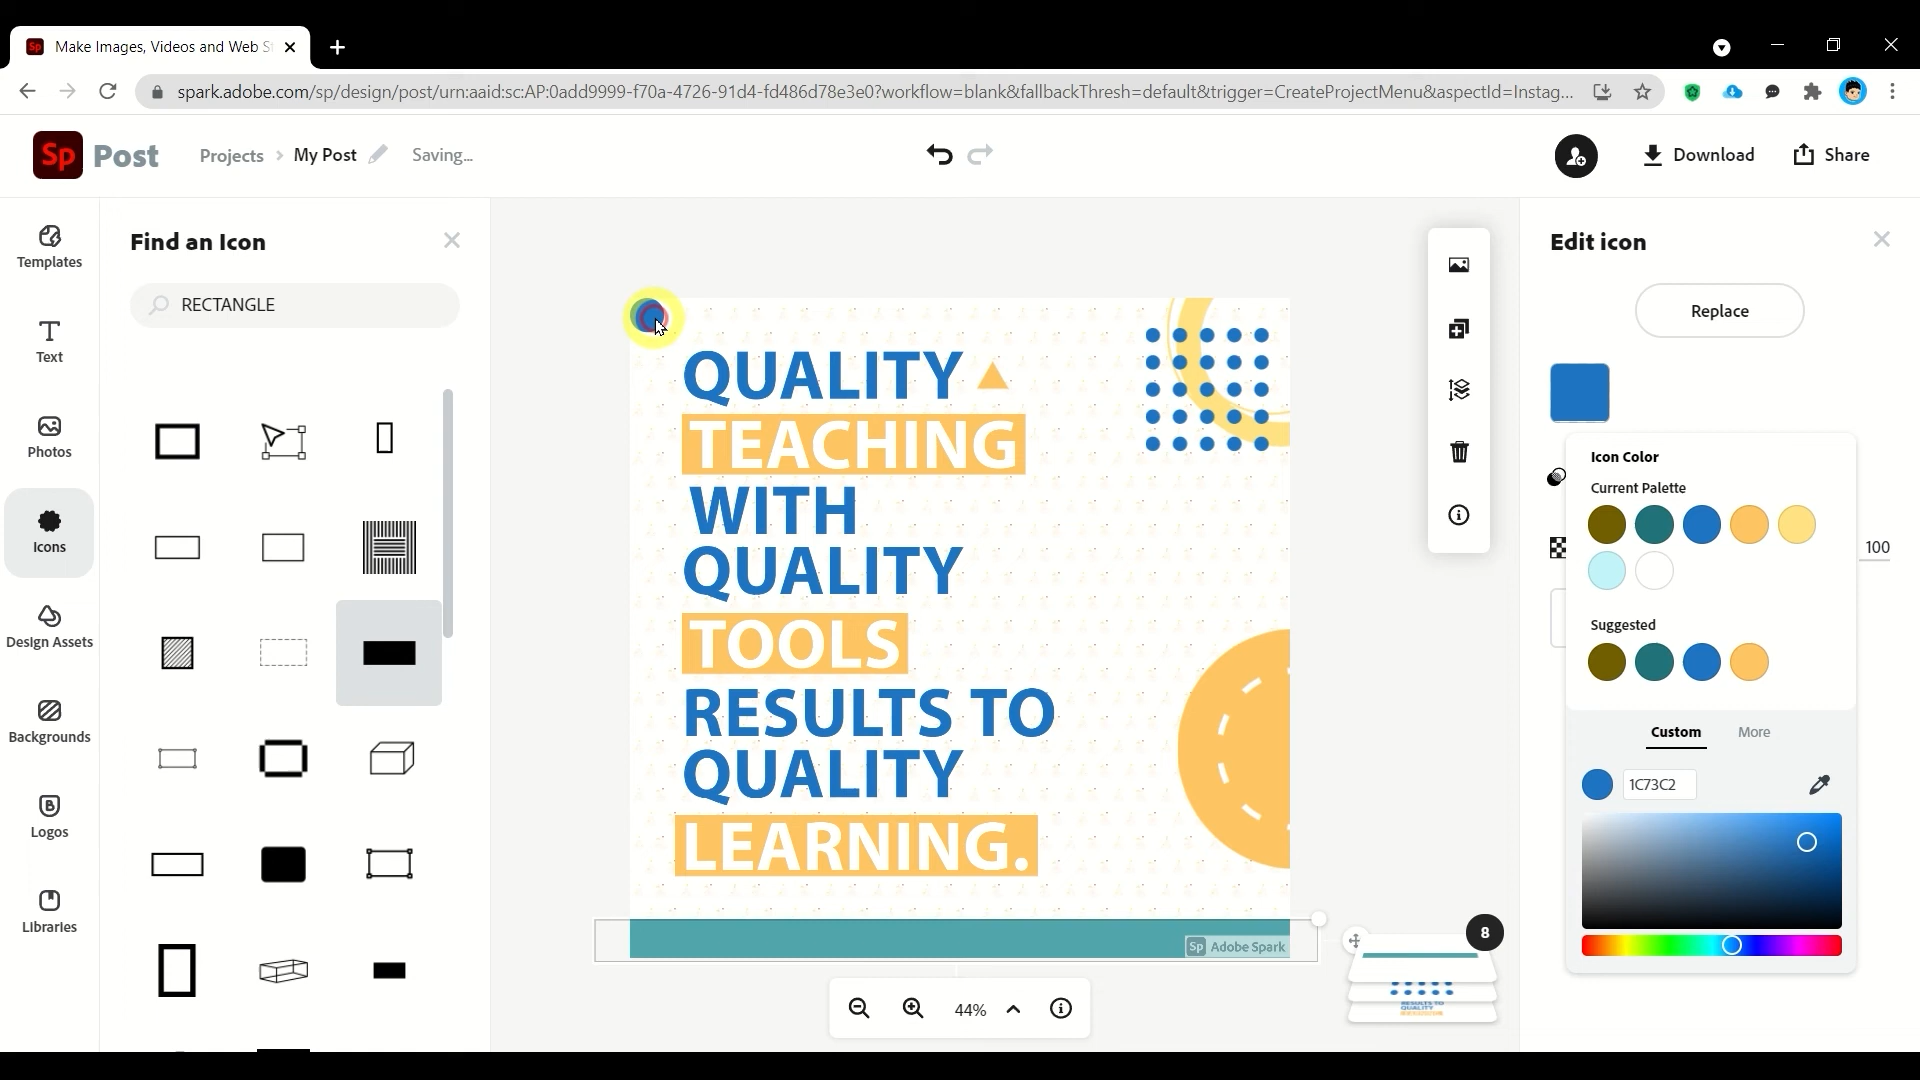 Sp Make Images, Videos and Web St
spark.adobe.com/sp/design/post/urn:aaid:sc:AP:0add9999-f70a-4726-91d4-fd486d78e3e0?workflow=blank&fallbackThresh=default&trigger=CreateProjectMenu&aspectId=Instag...
Sp Post
Projects > My Post
Saving...
Download
Share
Templates
Text
Photos
Icons
Design Assets
Backgrounds
Logos
Libraries
Find an Icon
RECTANGLE
QUALITY
TEACHING
WITH
QUALITY
TOOLS
RESULTS TO
QUALITY
LEARNING.
Sp Adobe Spark
8
44%
Edit icon
Replace
100
Icon Color
Current Palette
Suggested
Custom
More
1C73C2